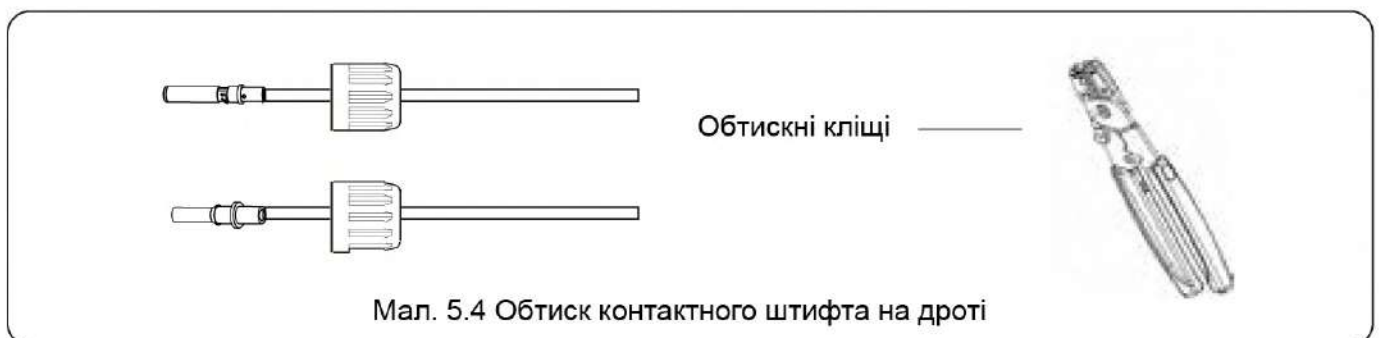 Обтискні кліщі
Мал. 5.4 Обтиск контактного штифта на дроті